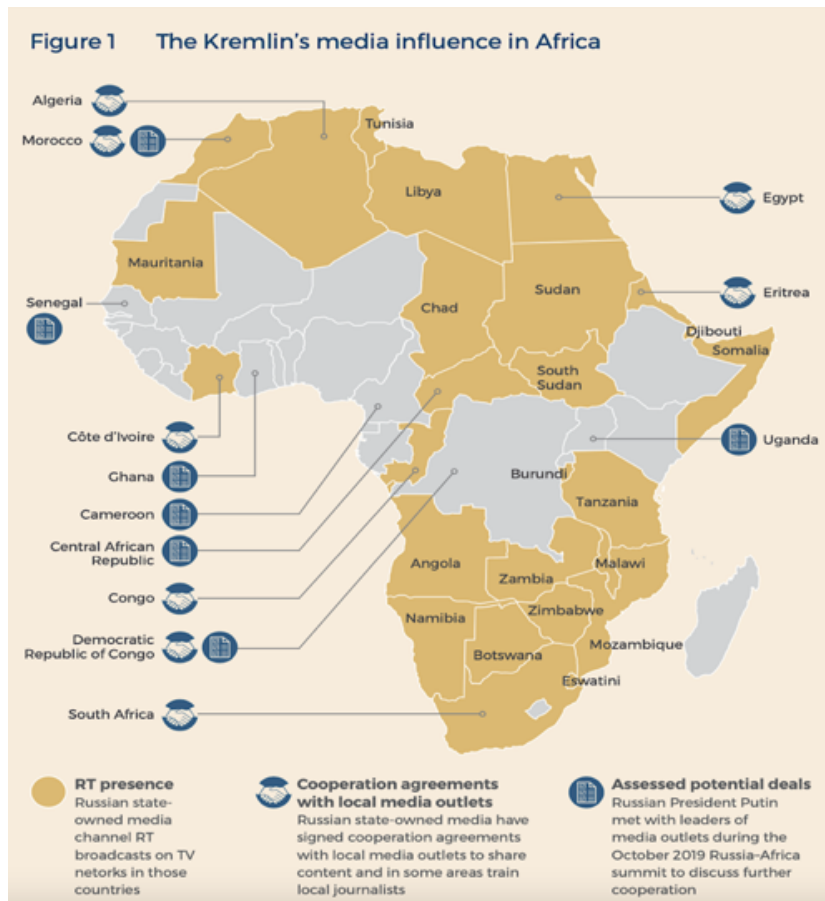 Figure 1 The Kremlin’s media influence in Africa
Algeria
Morocco
Tunisia
Libya
Egypt
Mauritania
Senegal
Chad
Sudan
Eritrea
Djibouti
Somalia
South
Sudan
Côte d’Ivoire
Uganda
Ghana
Burundi
Cameroon
Tanzania
Central African
Republic
Angola
Malawi
Zambia
Congo
Namibia
Zimbabwe
Democratic
Republic of Congo
Mozambique
Botswana
Eswatini
South Africa
RT presence
Russian state-
owned media
channel RT
broadcasts on TV
netorks in those
countries
Cooperation agreements
with local media outlets
Russian state-owned media have
signed cooperation agreements
with local media outlets to share
content and in some areas train
local journalists
Assessed potential deals
Russian President Putin
met with leaders of
media outlets during the
October 2019 Russia–Africa
summit to discuss further
cooperation